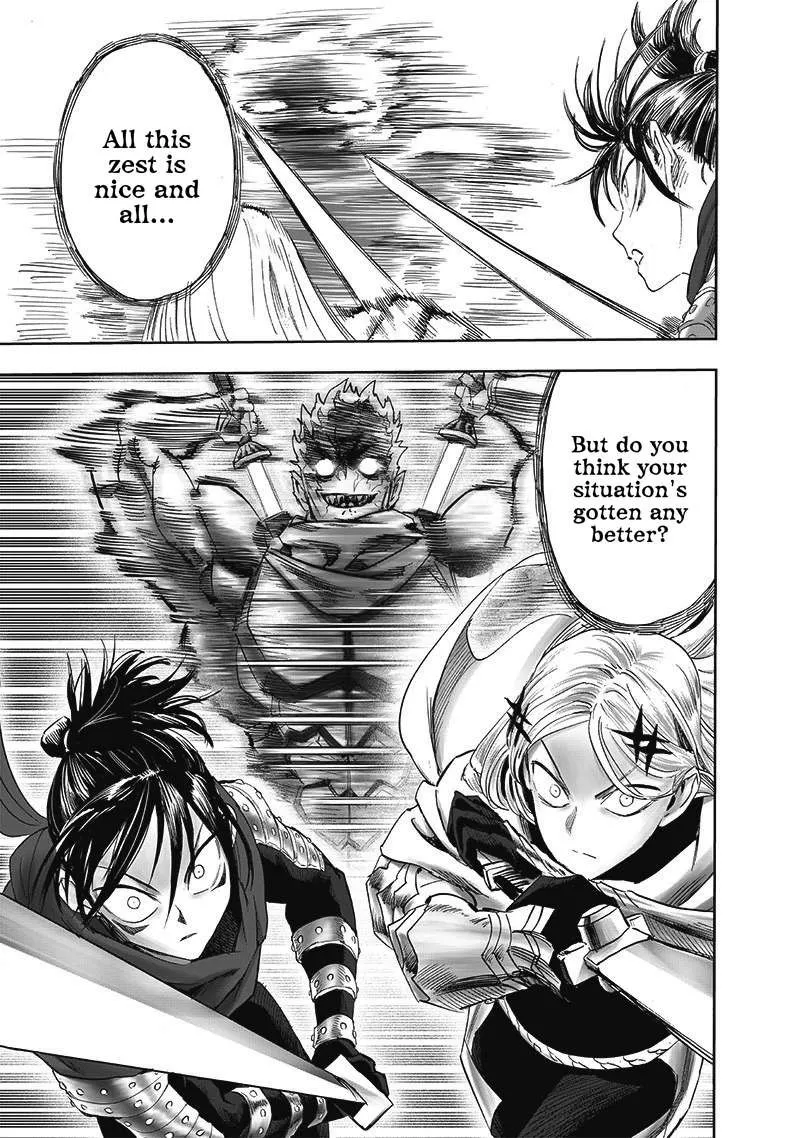 All this
zest is
nice and
all...
But do you
think your
situation's
gotten any
better?